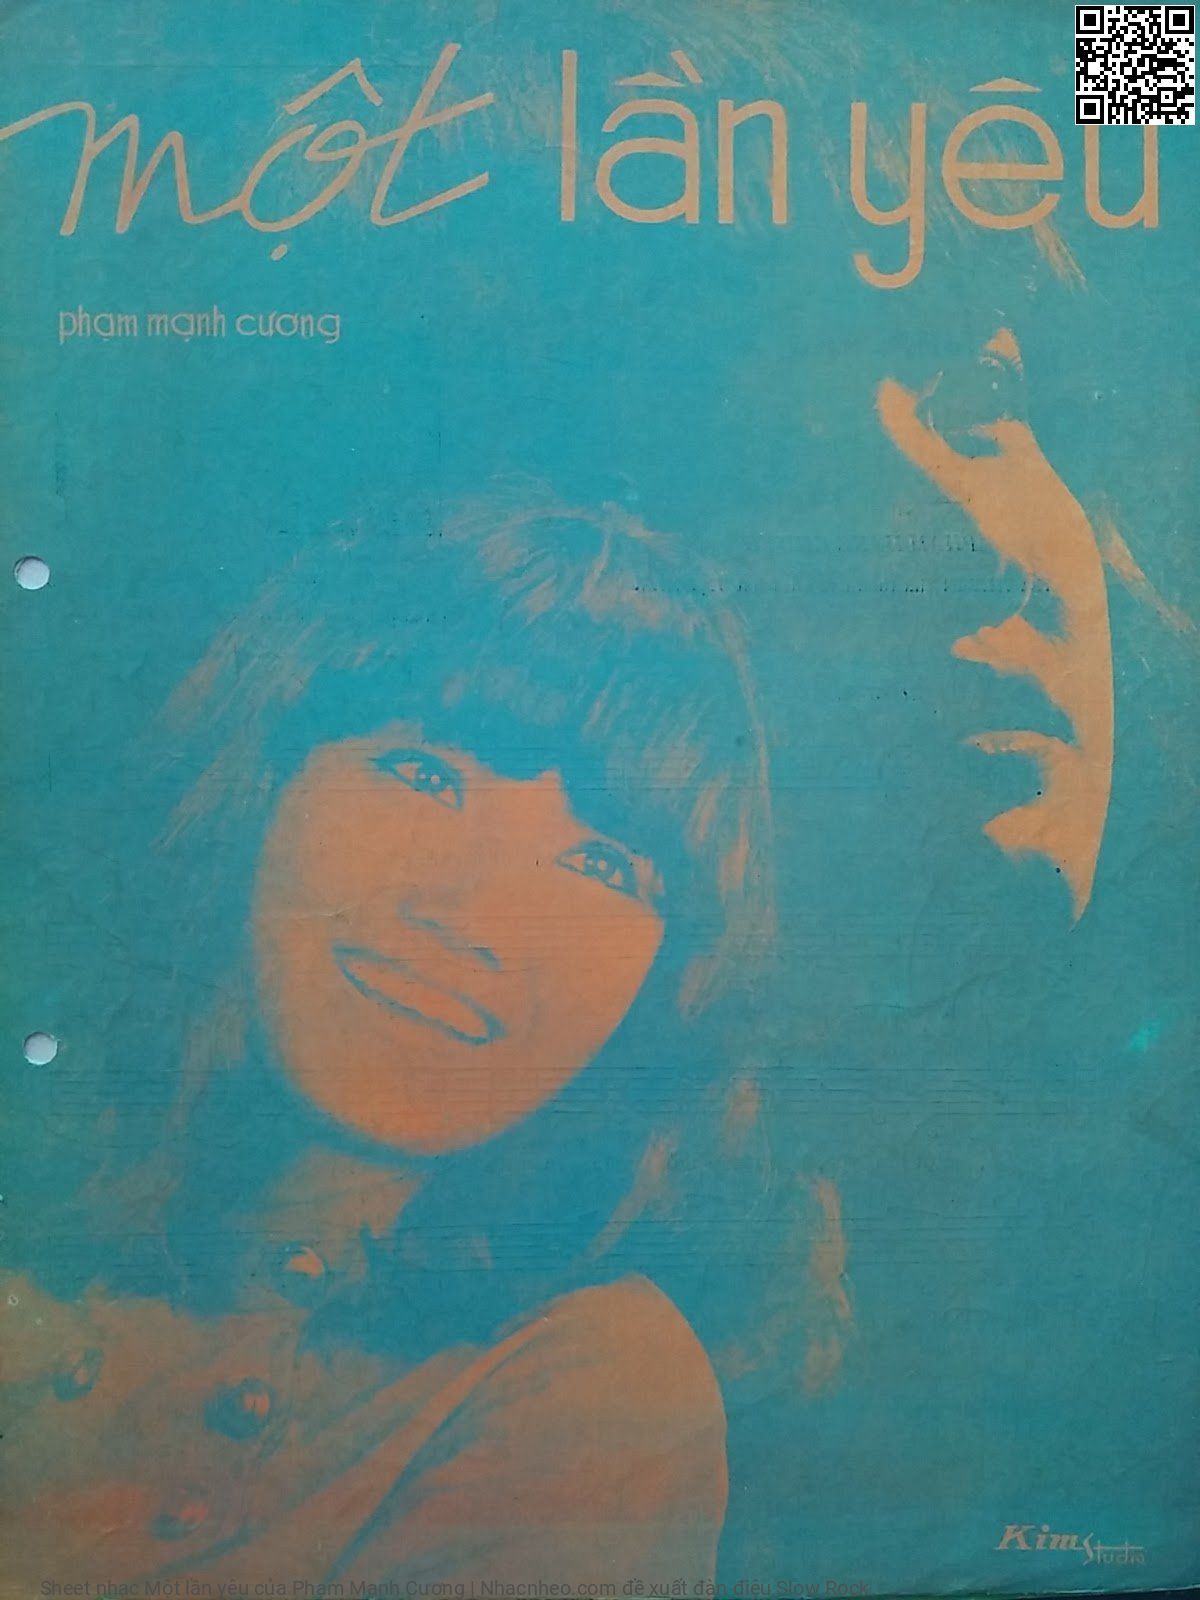 một lần yêu
phạm mạnh cương
Kim Studio
Sheet nhạc Một lần yêu của Phạm Mạnh Cương | Nhacnheo.com đề xuất đàn điệu Slow Rock